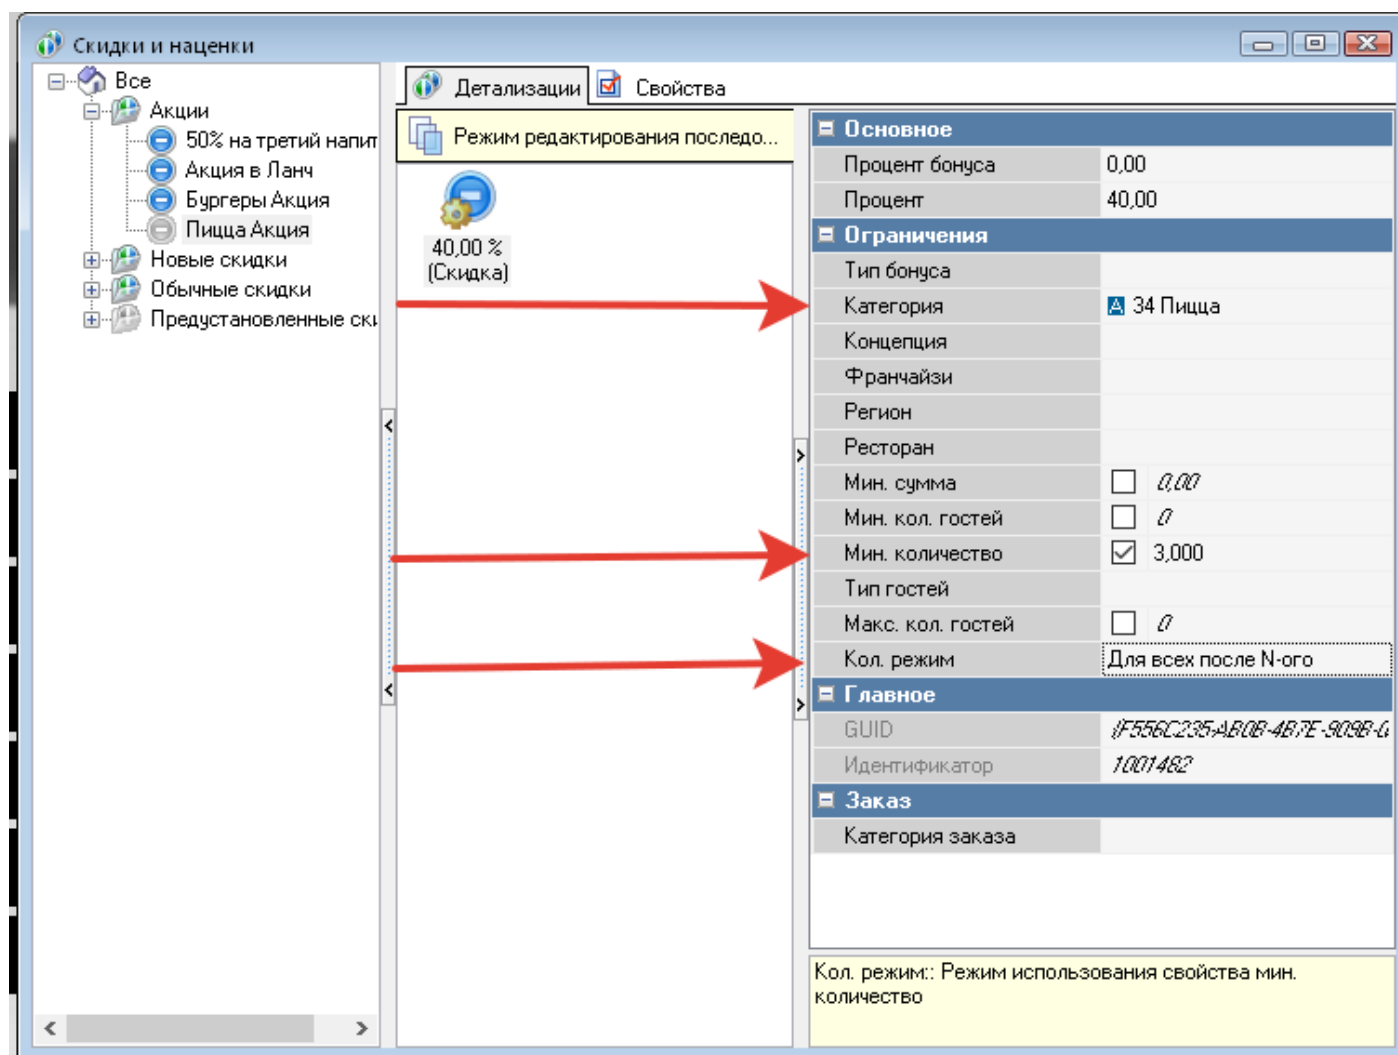 Скидки и наценки
Все
Акции
50% на третий напит
Акция в Ланч
Бургеры Акция
Пицца Акция
Новые скидки
Обычные скидки
Предустановленные ски
Детализации
Свойства
Режим редактирования последо...
40,00 %
(Скидка)
Основное
Процент бонуса 0,00
Процент 40,00
Ограничения
Тип бонуса
Категория A 34 Пицца
Концепция
Франчайзи
Регион
Ресторан
Мин. сумма 0,00
Мин. кол. гостей 0
Мин. количество 3,000
Тип гостей
Макс. кол. гостей 0
Кол. режим Для всех после N-ого
Главное
GUID
Идентификатор 1001482
Заказ
Категория заказа
Кол. режим:: Режим использования свойства мин.
количество